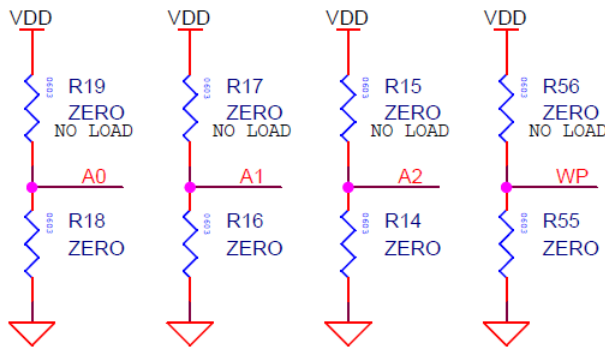 VDD VDD VDD VDD
0603 R19 0603 R17 0603 R15 0603 R56
ZERO ZERO ZERO ZERO
NO LOAD NO LOAD NO LOAD NO LOAD
A0 A1 A2 WP
0603 R18 0603 R16 0603 R14 0603 R55
ZERO ZERO ZERO ZERO